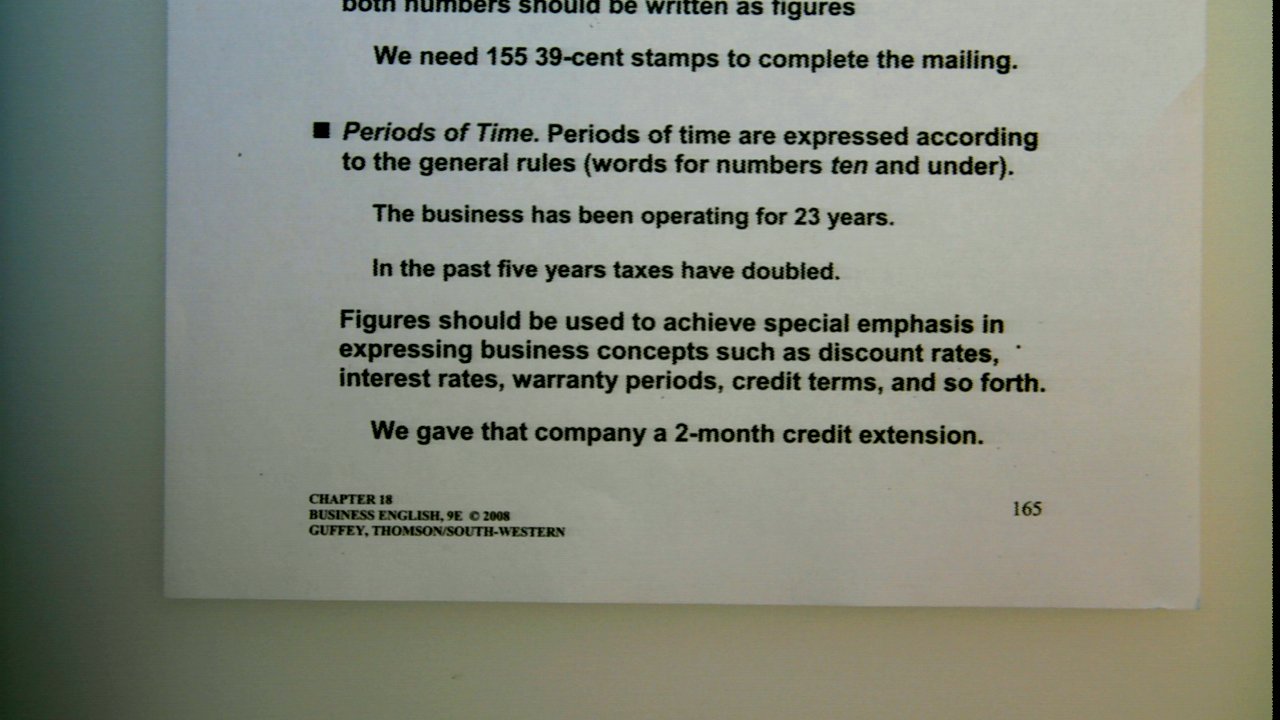 both numbers should be written as figures
We need 155 39-cent stamps to complete the mailing.
■ Periods of Time. Periods of time are expressed according
to the general rules (words for numbers ten and under).
The business has been operating for 23 years.
In the past five years taxes have doubled.
Figures should be used to achieve special emphasis in
expressing business concepts such as discount rates,
interest rates, warranty periods, credit terms, and so forth.
We gave that company a 2-month credit extension.
CHAPTER 18
BUSINESS ENGLISH, 9E © 2008
GUFFEY, THOMSON/SOUTH-WESTERN
165